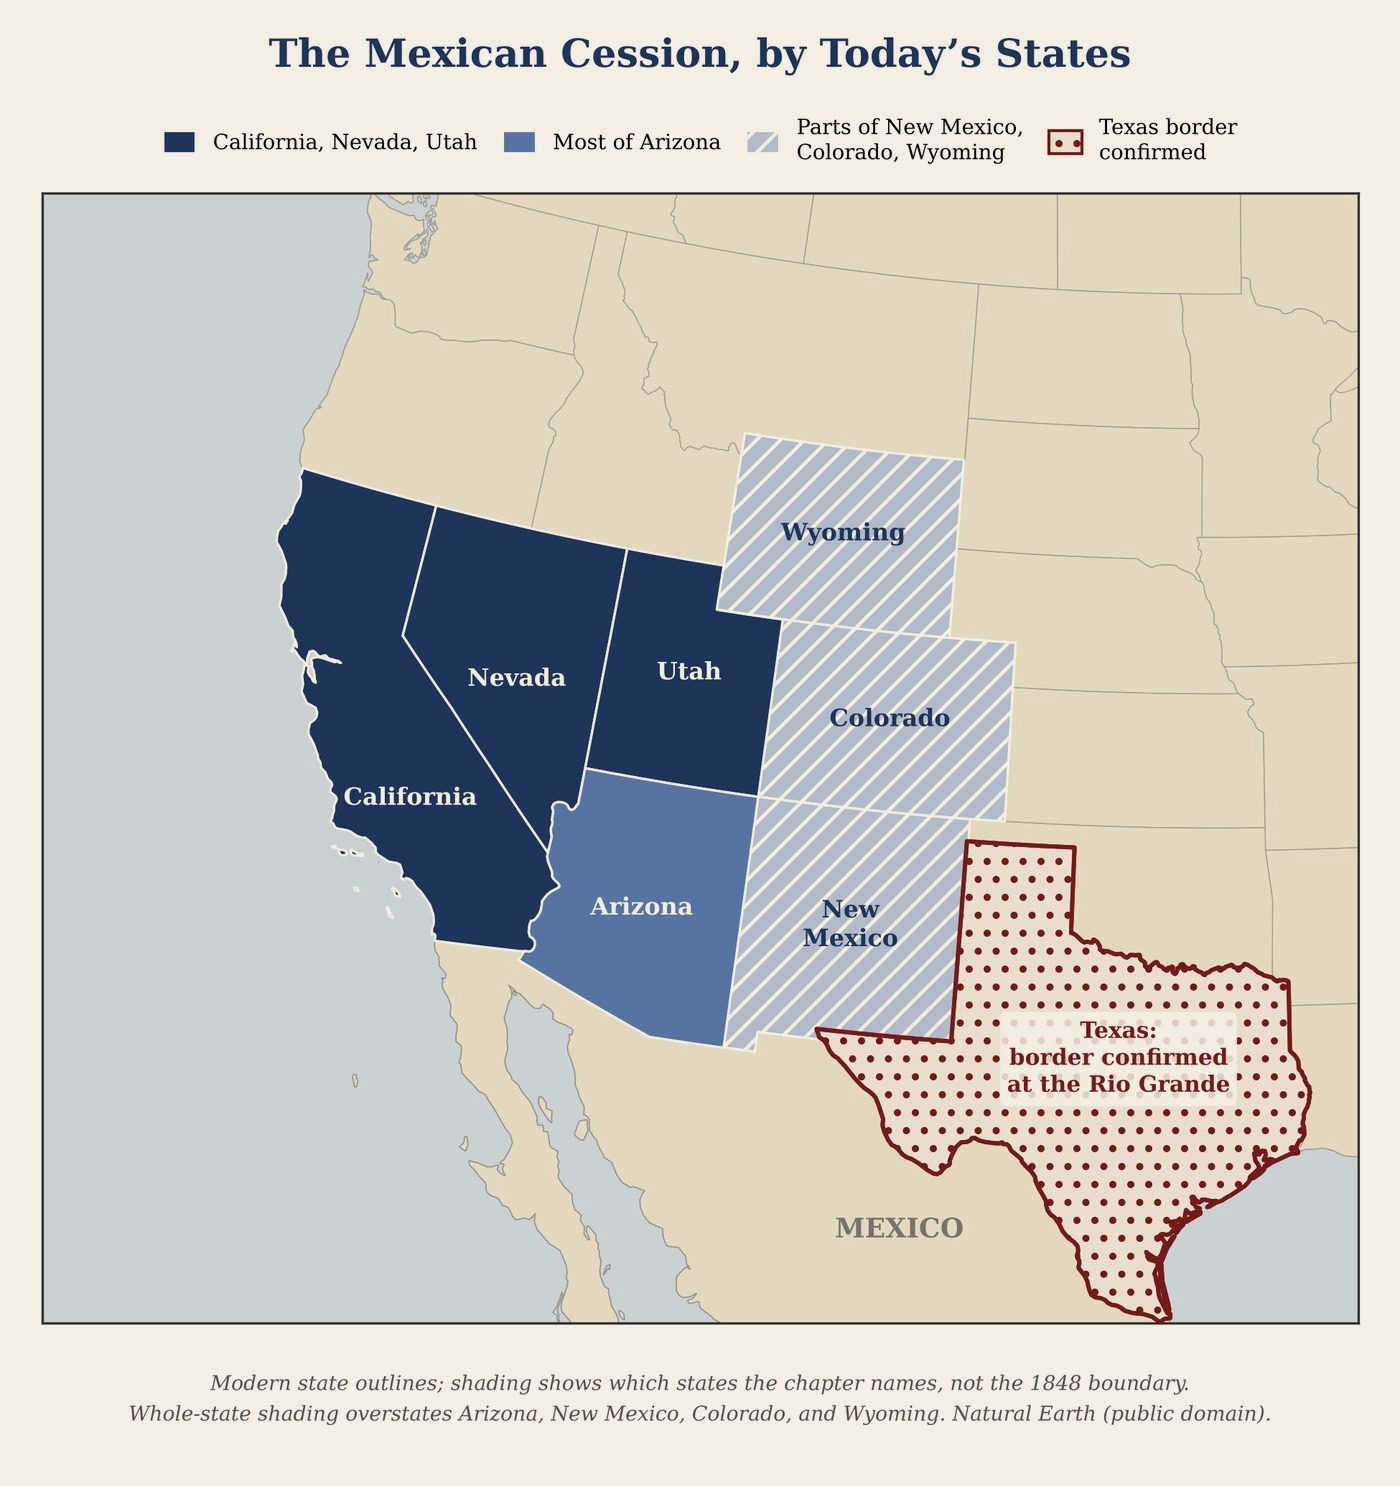 The Mexican Cession, by Today’s States
California, Nevada, Utah
Most of Arizona
Parts of New Mexico,
Colorado, Wyoming
Texas border
confirmed
Wyoming
Nevada
Utah
Colorado
California
Arizona
New
Mexico
Texas:
border confirmed
at the Rio Grande
MEXICO
Modern state outlines; shading shows which states the chapter names, not the 1848 boundary.
Whole-state shading overstates Arizona, New Mexico, Colorado, and Wyoming. Natural Earth (public domain).